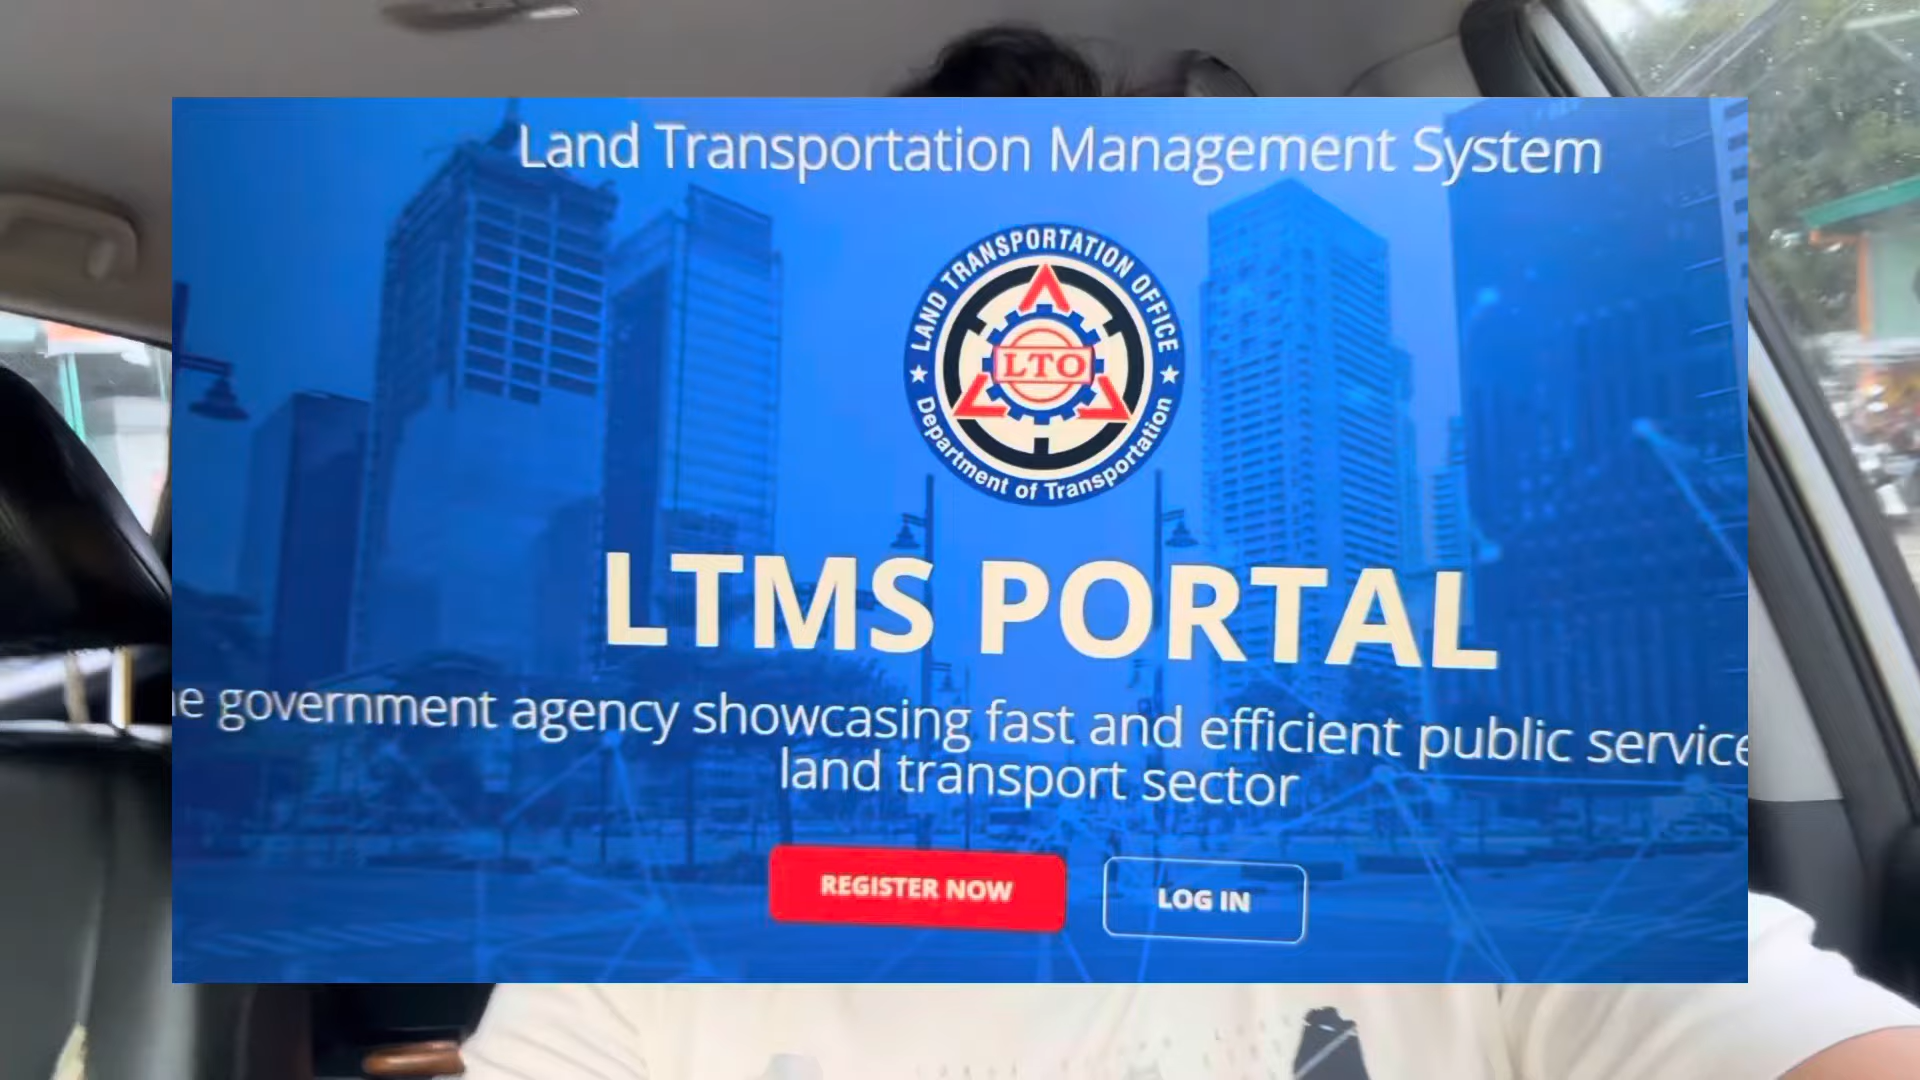 Land Transportation Management System
LAND TRANSPORTATION OFFICE
LTO
Department of Transportation
LTMS PORTAL
e government agency showcasing fast and efficient public service
land transport sector
REGISTER NOW
LOG IN